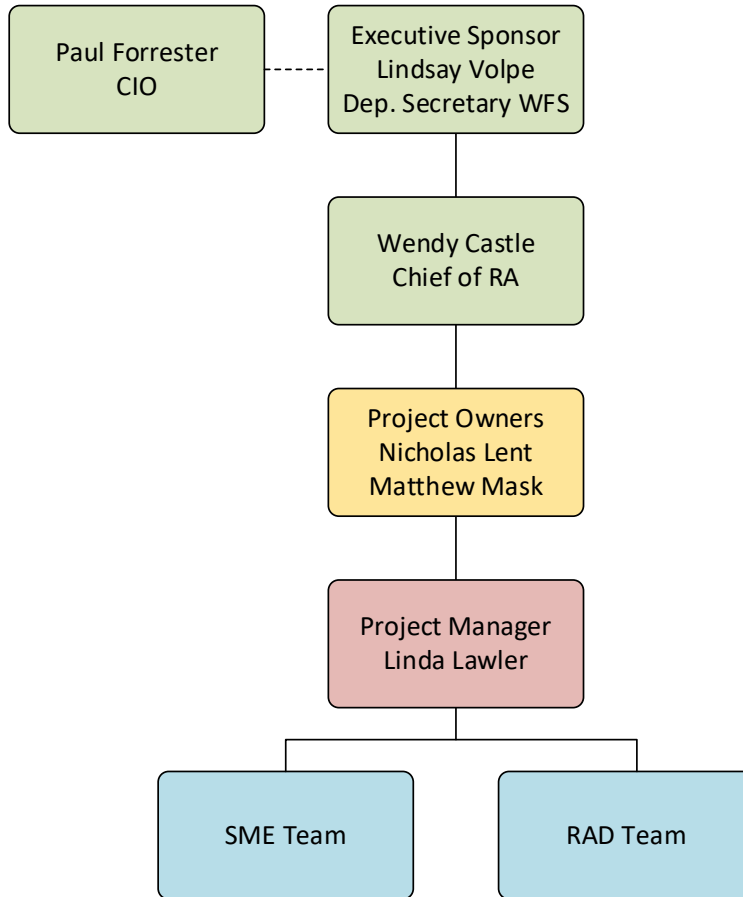 Paul Forrester
CIO
Executive Sponsor
Lindsay Volpe
Dep. Secretary WFS
Wendy Castle
Chief of RA
Project Owners
Nicholas Lent
Matthew Mask
Project Manager
Linda Lawler
SME Team
RAD Team